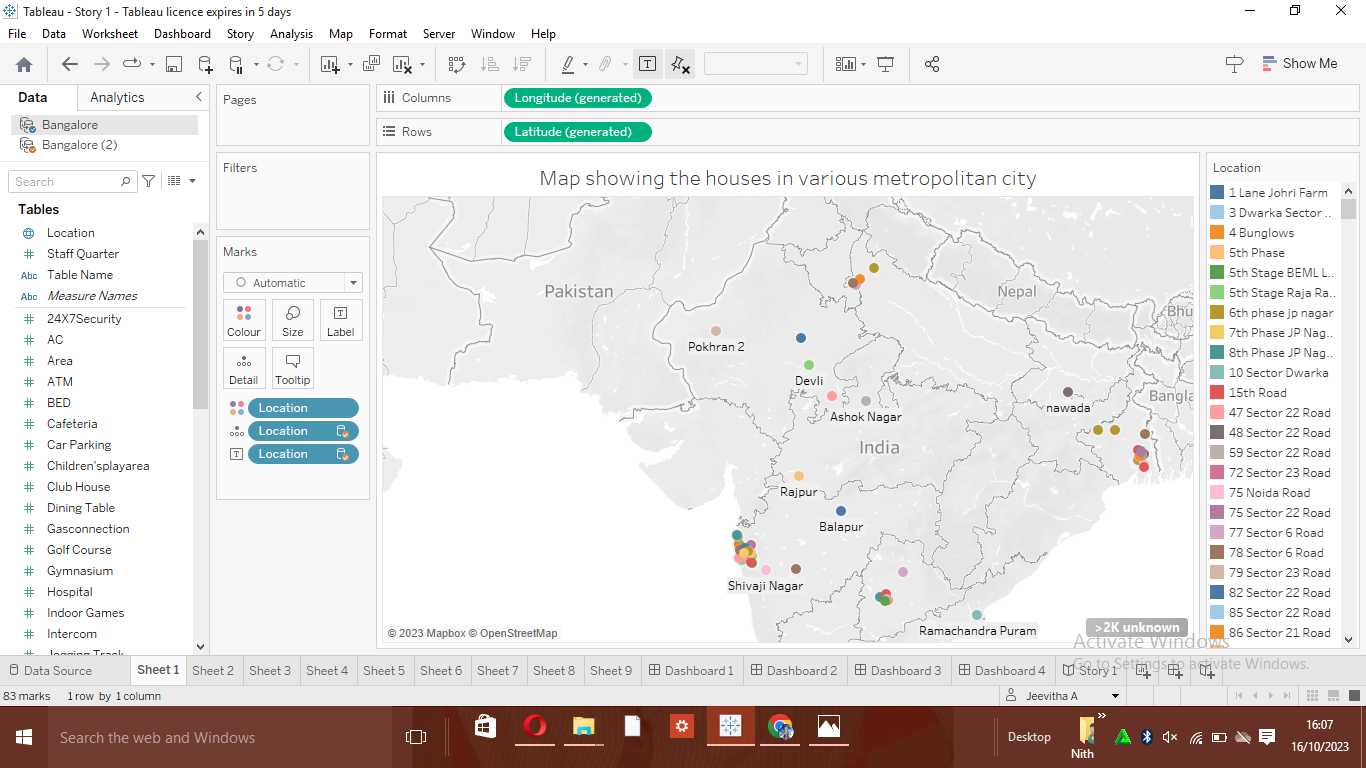 Tableau - Story 1 - Tableau licence expires in 5 days
File Data Worksheet Dashboard Story Analysis Map Format Server Window Help
Show Me
Data Analytics
Pages
Columns Longitude (generated)
Rows Latitude (generated)
Bangalore
Bangalore (2)
Search
Tables
Location
Staff Quarter
Abc Table Name
Abc Measure Names
24X7Security
AC
Area
ATM
BED
Cafeteria
Car Parking
Children'splayarea
Club House
Dining Table
Gasconnection
Golf Course
Gymnasium
Hospital
Indoor Games
Intercom
Jogging Track
Filters
Marks
Automatic
Colour Size Label
Detail Tooltip
Location
Location
Location
Map showing the houses in various metropolitan city
Pakistan
Nepal
Bhu
Pokhran 2
Devli
Ashok Nagar
nawada
Bangla
India
Rajpur
Balapur
Shivaji Nagar
Ramachandra Puram
>2K unknown
© 2023 Mapbox © OpenStreetMap
Location
1 Lane Johri Farm
3 Dwarka Sector ..
4 Bunglows
5th Phase
5th Stage BEML L..
5th Stage Raja Ra..
6th phase jp nagar
7th Phase JP Nag..
8th Phase JP Nag..
10 Sector Dwarka
15th Road
47 Sector 22 Road
48 Sector 22 Road
59 Sector 22 Road
72 Sector 23 Road
75 Noida Road
75 Sector 22 Road
77 Sector 6 Road
78 Sector 6 Road
79 Sector 23 Road
82 Sector 22 Road
85 Sector 22 Road
86 Sector 21 Road
Activate Windows
Go to Settings to activate Windows.
Data Source Sheet 1 Sheet 2 Sheet 3 Sheet 4 Sheet 5 Sheet 6 Sheet 7 Sheet 8 Sheet 9 Dashboard 1 Dashboard 2 Dashboard 3 Dashboard 4 Story 1
83 marks 1 row by 1 column Jeevitha A
Search the web and Windows
Desktop
Nith
16:07
16/10/2023